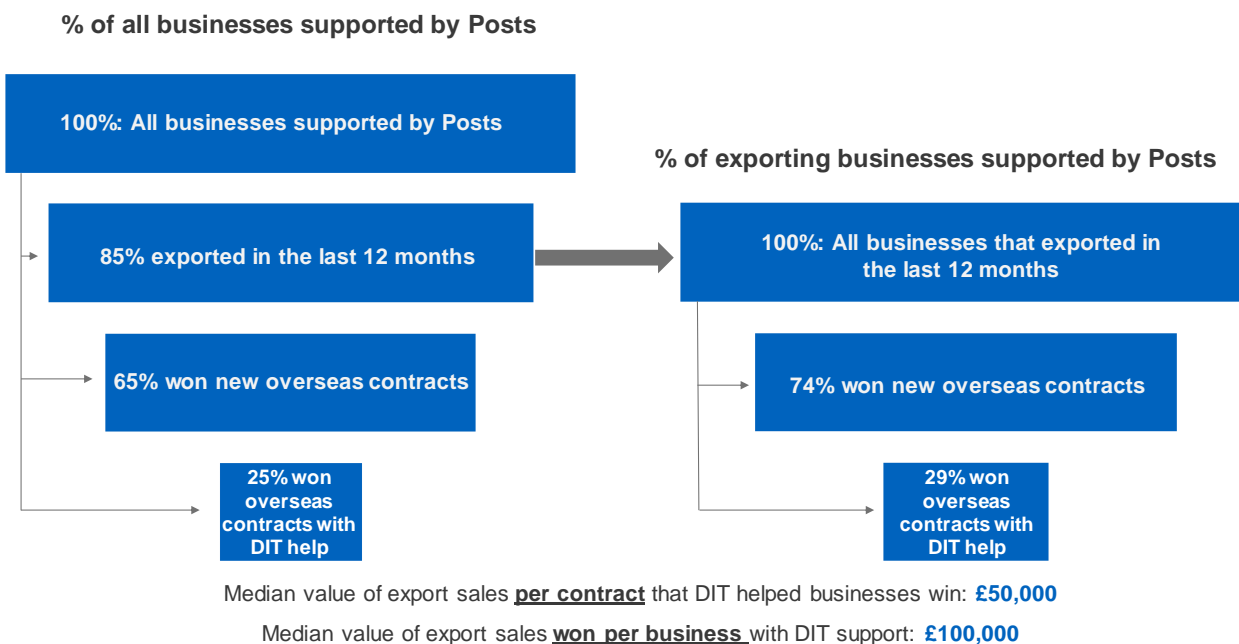 % of all businesses supported by Posts
100%: All businesses supported by Posts
85% exported in the last 12 months
65% won new overseas contracts
25% won
overseas
contracts with
DIT help
% of exporting businesses supported by Posts
100%: All businesses that exported in
the last 12 months
74% won new overseas contracts
29% won
overseas
contracts with
DIT help
Median value of export sales per contract that DIT helped businesses win: £50,000
Median value of export sales won per business with DIT support: £100,000